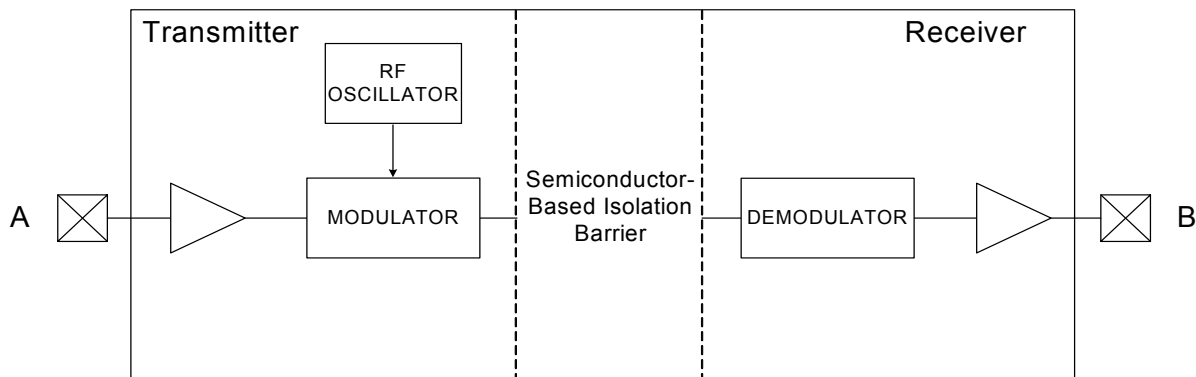 Transmitter
Receiver
RF
OSCILLATOR
A
MODULATOR
Semiconductor-
Based Isolation
Barrier
DEMODULATOR
B